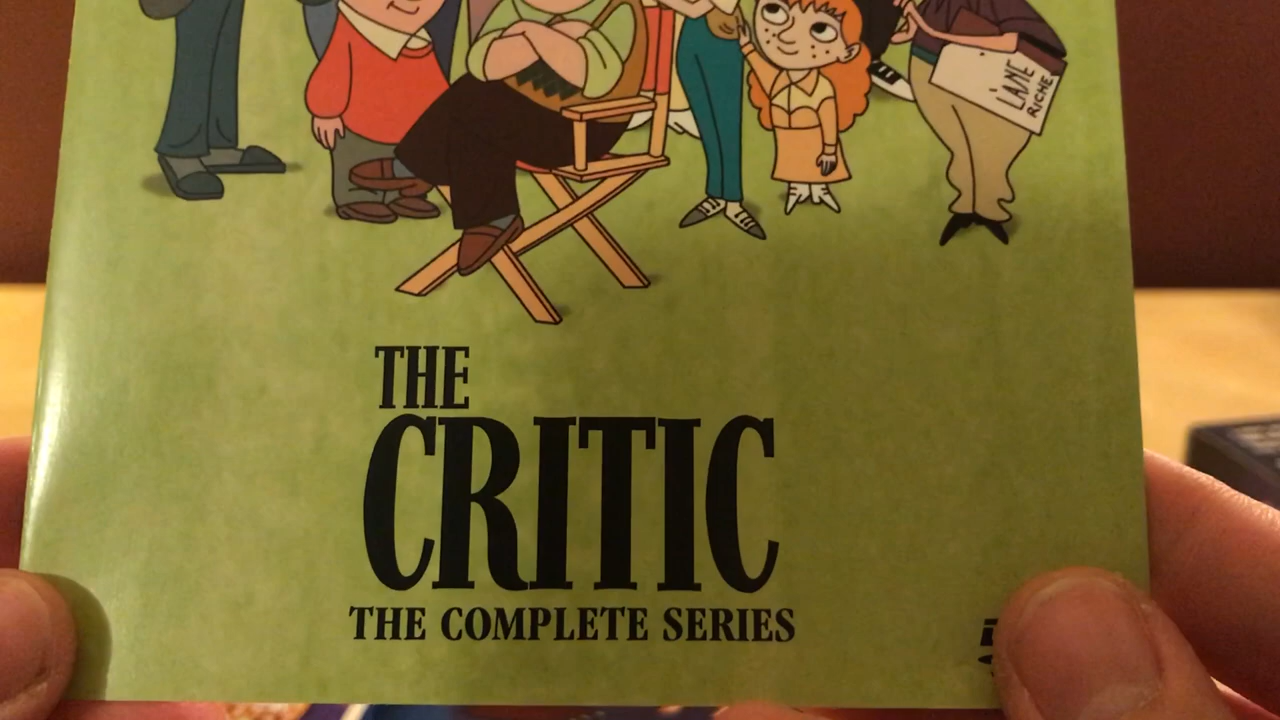 LANE
RICHE
THE
CRITIC
THE COMPLETE SERIES